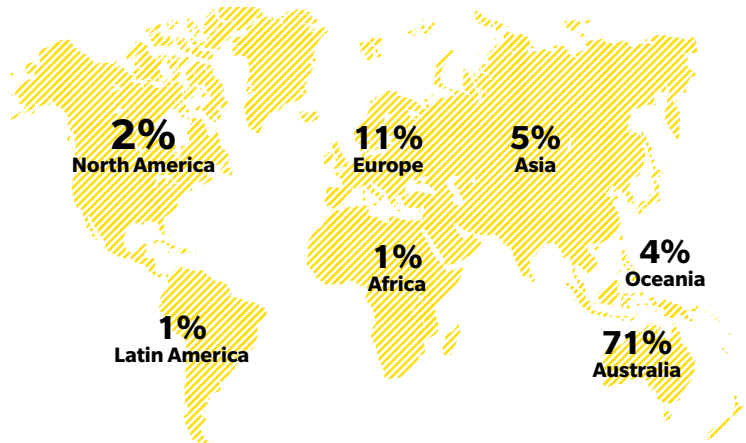 2%
North America
11%
Europe
5%
Asia
1%
Africa
4%
Oceania
1%
Latin America
71%
Australia